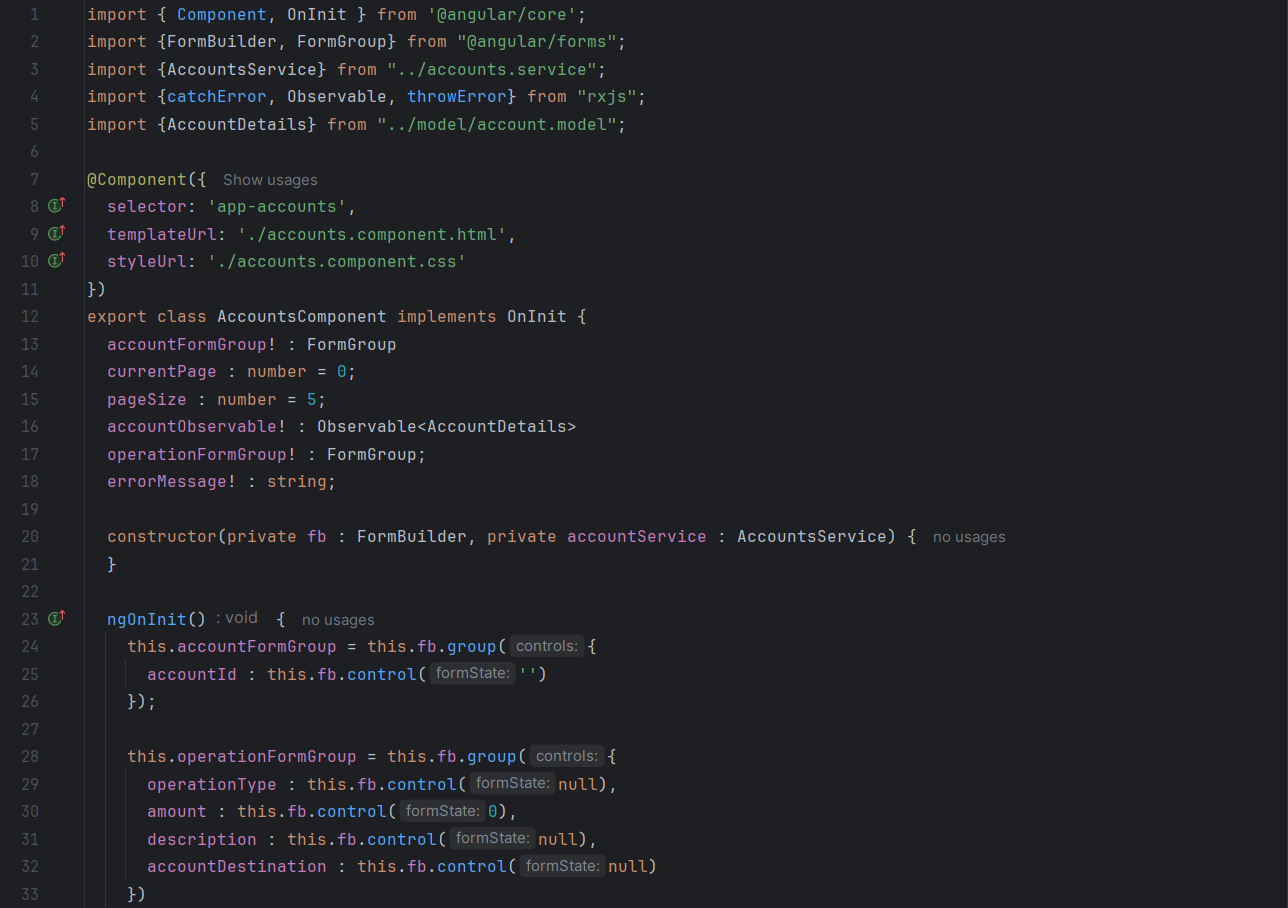 1 import { Component, OnInit } from '@angular/core';
2 import {FormBuilder, FormGroup} from "@angular/forms";
3 import {AccountsService} from "../accounts.service";
4 import {catchError, Observable, throwError} from "rxjs";
5 import {AccountDetails} from "../model/account.model";
6
7 @Component({ Show usages
8 selector: 'app-accounts',
9 templateUrl: './accounts.component.html',
10 styleUrl: './accounts.component.css'
11 })
12 export class AccountsComponent implements OnInit {
13 accountFormGroup! : FormGroup
14 currentPage : number = 0;
15 pageSize : number = 5;
16 accountObservable! : Observable<AccountDetails>
17 operationFormGroup! : FormGroup;
18 errorMessage! : string;
19
20 constructor(private fb : FormBuilder, private accountService : AccountsService) { no usages
21 }
22
23 ngOnInit() : void { no usages
24 this.accountFormGroup = this.fb.group( controls: {
25 accountId : this.fb.control( formState: '')
26 });
27
28 this.operationFormGroup = this.fb.group( controls: {
29 operationType : this.fb.control( formState: null),
30 amount : this.fb.control( formState: 0),
31 description : this.fb.control( formState: null),
32 accountDestination : this.fb.control( formState: null)
33 })